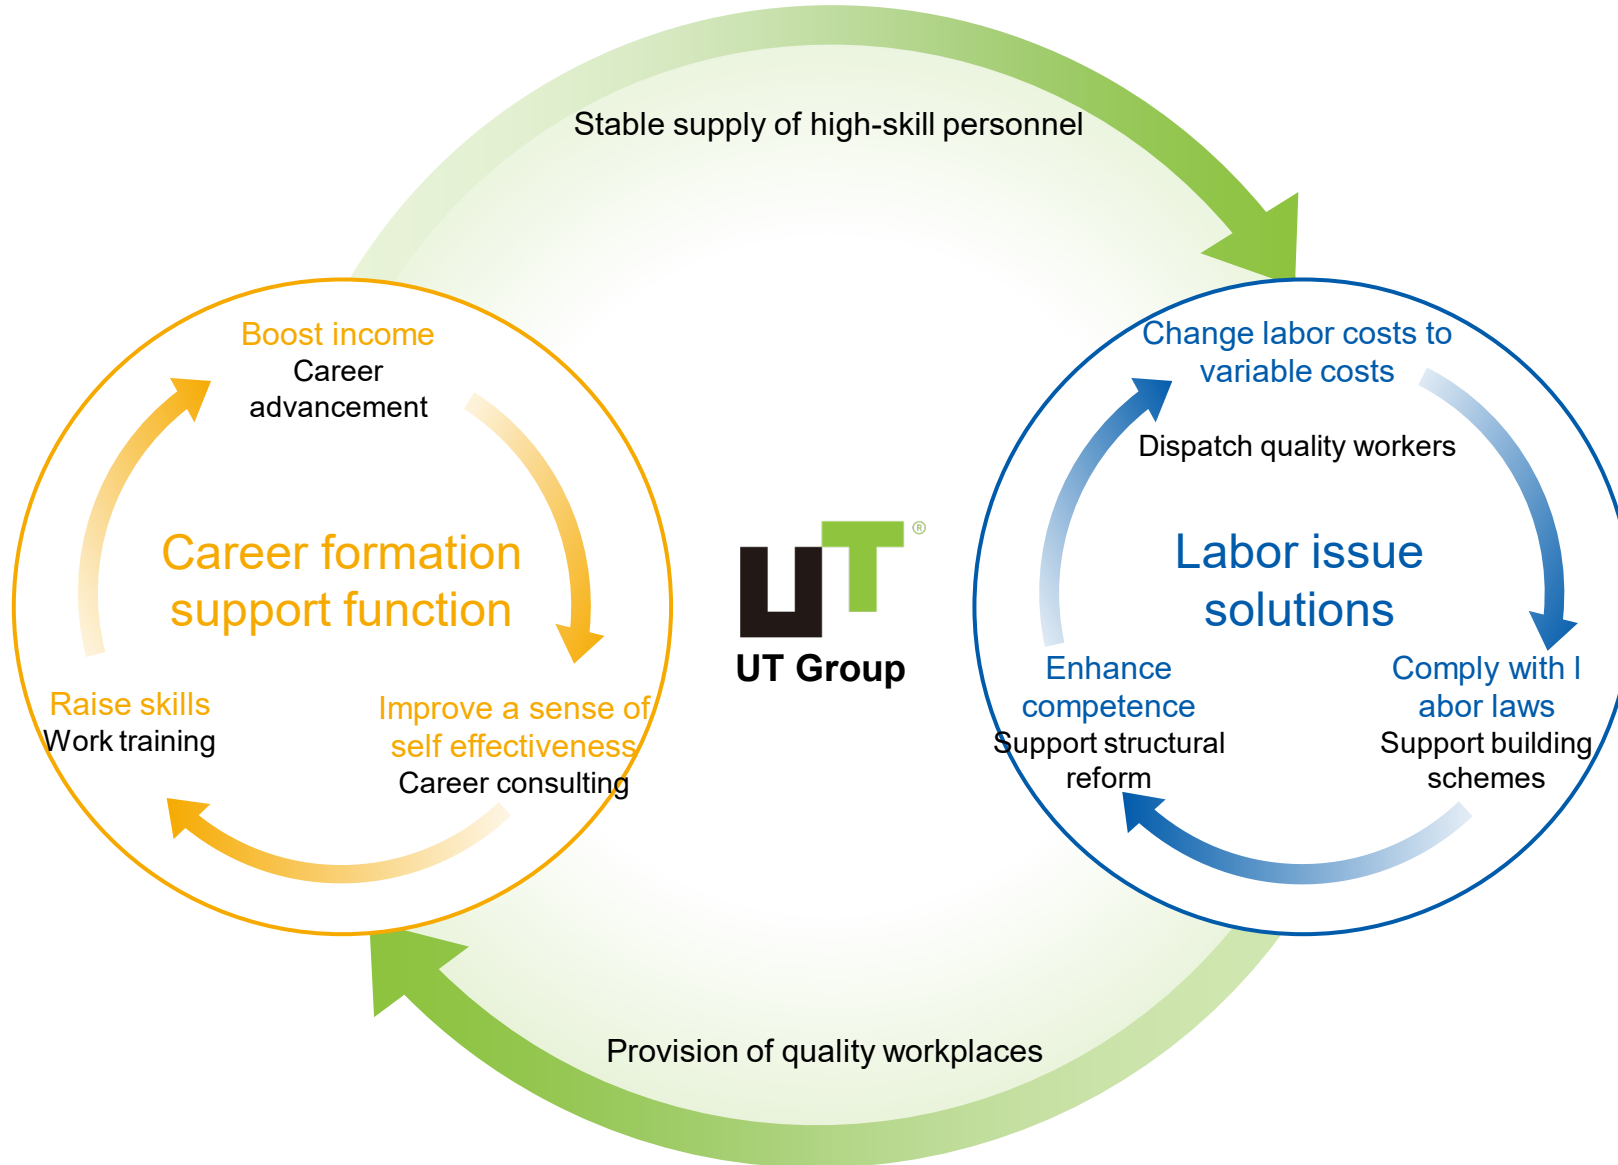 Stable supply of high-skill personnel
Boost income
Career
advancement
Career formation
support function
Raise skills
Work training
Improve a sense of
self effectiveness
Career consulting
UT®
UT Group
Change labor costs to
variable costs
Dispatch quality workers
Labor issue
solutions
Enhance
competence
Support structural
reform
Comply with l
abor laws
Support building
schemes
Provision of quality workplaces